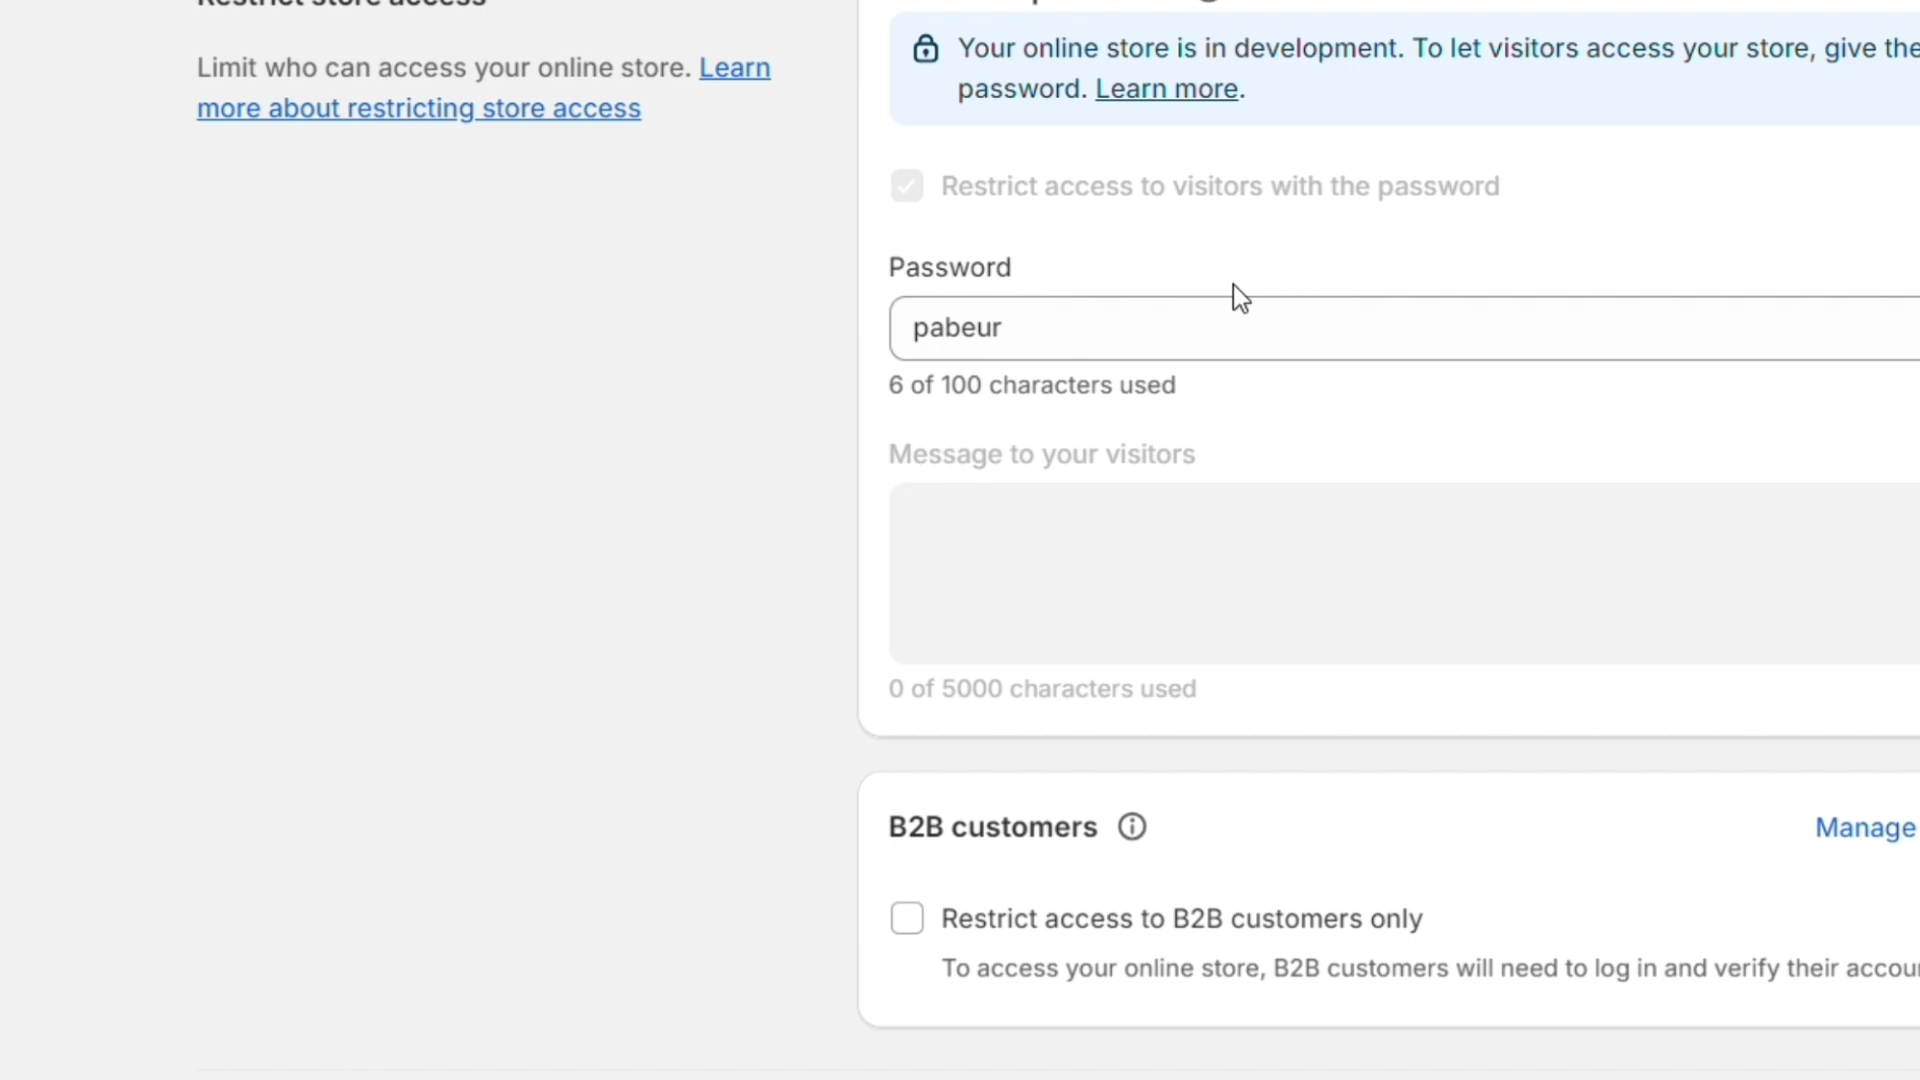 Restrict store access
Limit who can access your online store. Learn
more about restricting store access
Your online store is in development. To let visitors access your store, give the
password. Learn more.
Restrict access to visitors with the password
Password
pabeur
6 of 100 characters used
Message to your visitors
0 of 5000 characters used
B2B customers
Manage
Restrict access to B2B customers only
To access your online store, B2B customers will need to log in and verify their accou